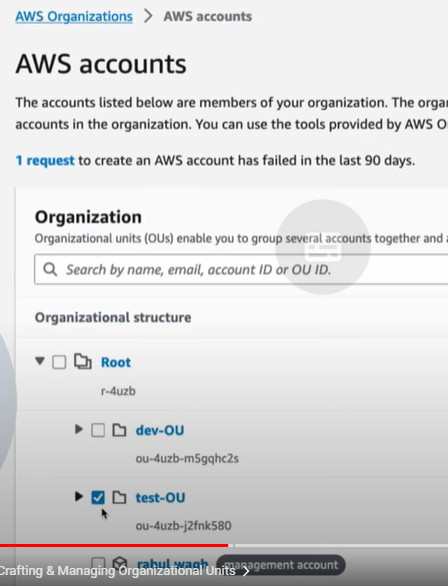 AWS Organizations > AWS accounts
AWS accounts
The accounts listed below are members of your organization. The orga
accounts in the organization. You can use the tools provided by AWS O
1 request to create an AWS account has failed in the last 90 days.
Organization
Organizational units (OUs) enable you to group several accounts together and a
Search by name, email, account ID or OU ID.
Organizational structure
Root
r-4uzb
dev-OU
ou-4uzb-m5gqhc2s
test-OU
ou-4uzb-j2fnk580
rahul wagh management account
Crafting & Managing Organizational Units >